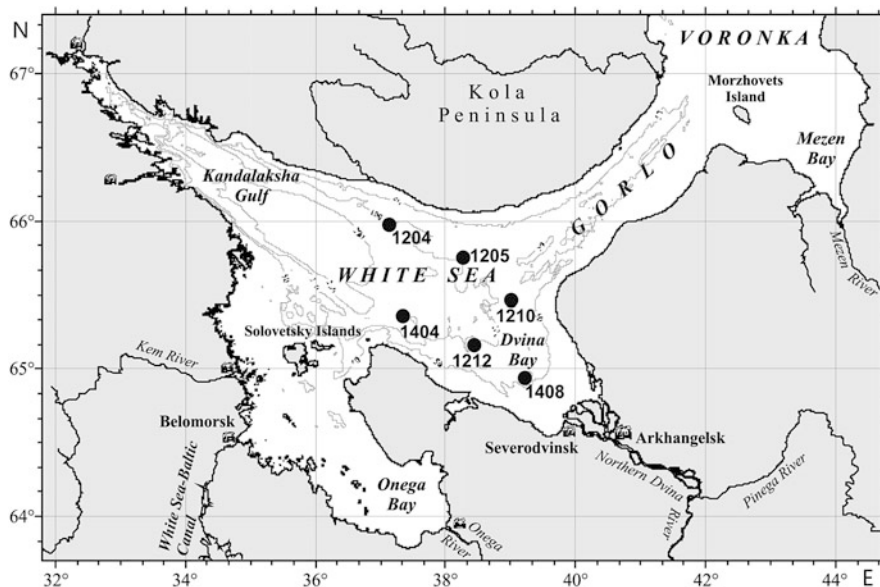 N
VORONKA
67°
Morzhovets
Island
Kola
Peninsula
Mezen
Bay
Kandalaksha
Gulf
GORLO
66°
1204
1205
WHITE SEA
Mezen
River
1210
1404
Solovetsky Islands
Dvina
Bay
1212
Kem River
65°
1408
Belomorsk
Severodvinsk
Arkhangelsk
White Sea-Baltic
Canal
Onega
Bay
Northern Dvina
River
Pinega River
64°
Onega
River
32° 34° 36° 38° 40° 42° 44° E